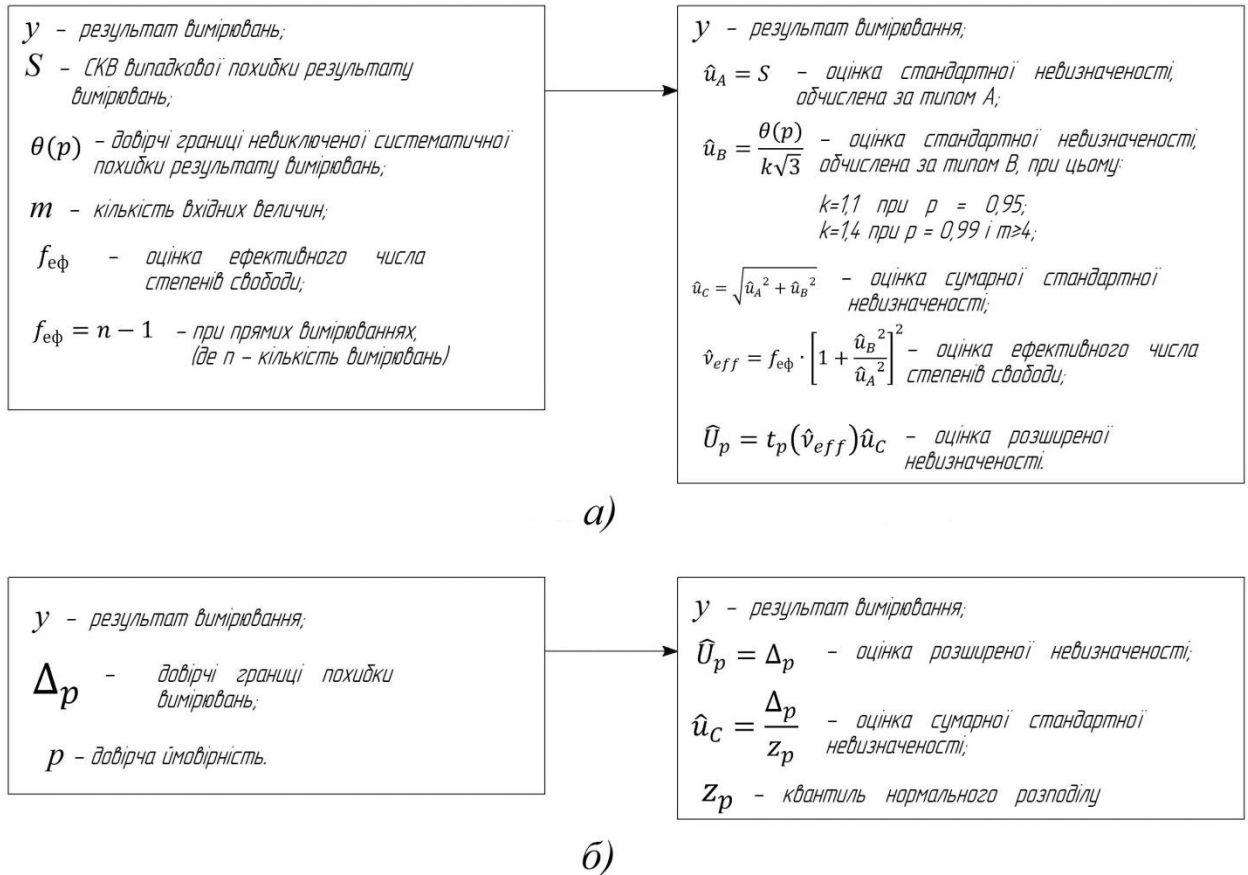 y – результат вимірювань;
S – СКВ випадкової похибки результату
вимірювань;
θ(p) – довірчі границі невиключеної систематичної
похибки результату вимірювань;
m – кількість вхідних величин;
fеф – оцінка ефективного числа
степенів свободи;
fеф = n − 1 – при прямих вимірюваннях,
(де n – кількість вимірювань)
y – результат вимірювання;
û_A = S – оцінка стандартної невизначеності,
обчислена за типом А;
û_B = θ(p)/(k√3) – оцінка стандартної невизначеності,
обчислена за типом В, при цьому:
k=1,1 при p = 0,95;
k=1,4 при p = 0,99 і m≥4;
û_C = √(û_A² + û_B²) – оцінка сумарної стандартної
невизначеності;
ν̂_eff = fеф · [1 + û_B²/û_A²]² – оцінка ефективного числа
степенів свободи;
Û_p = t_p(ν̂_eff)û_C – оцінка розширеної
невизначеності.
а)
y – результат вимірювання;
Δ_p – довірчі границі похибки
вимірювань;
p – довірча ймовірність.
y – результат вимірювання;
Û_p = Δ_p – оцінка розширеної невизначеності;
û_C = Δ_p/z_p – оцінка сумарної стандартної
невизначеності;
z_p – квантиль нормального розподілу
б)